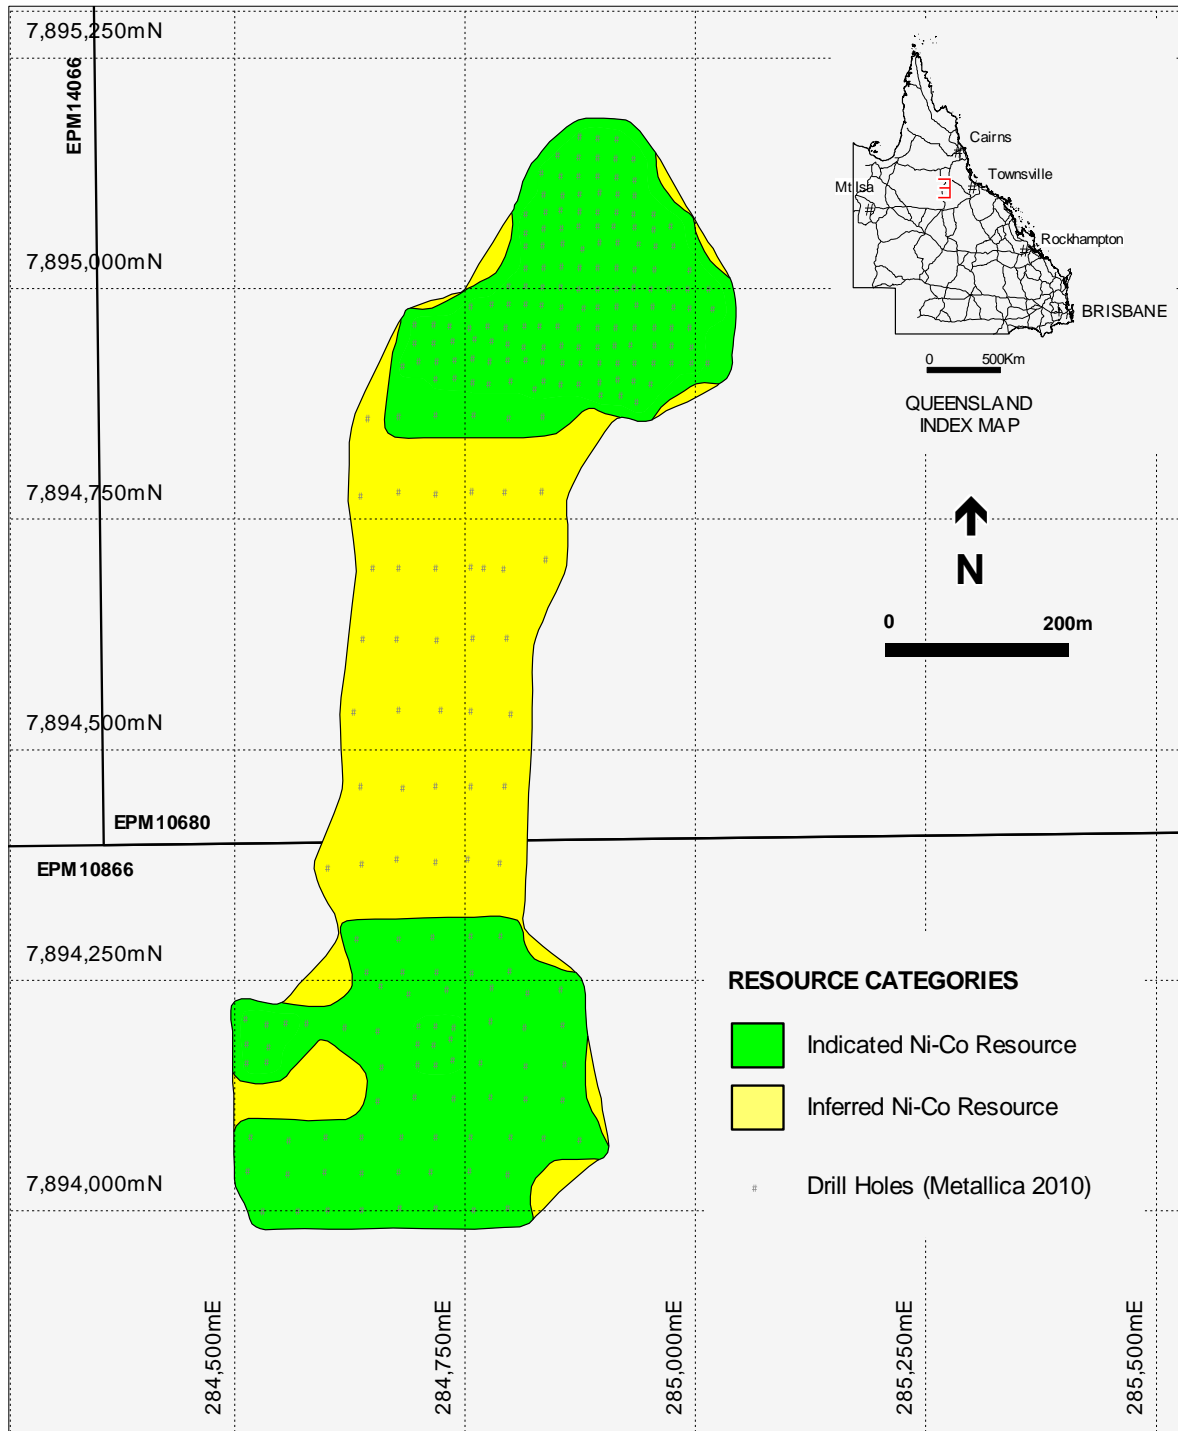 7,895,250mN
EPM14066
Cairns
Townsville
Mt Isa
Rockhampton
BRISBANE
0 500Km
QUEENSLAND
INDEX MAP
7,895,000mN
7,894,750mN
N
0 200m
7,894,500mN
EPM10680
EPM10866
7,894,250mN
RESOURCE CATEGORIES
Indicated Ni-Co Resource
Inferred Ni-Co Resource
# Drill Holes (Metallica 2010)
7,894,000mN
284,500mE
284,750mE
285,000mE
285,250mE
285,500mE